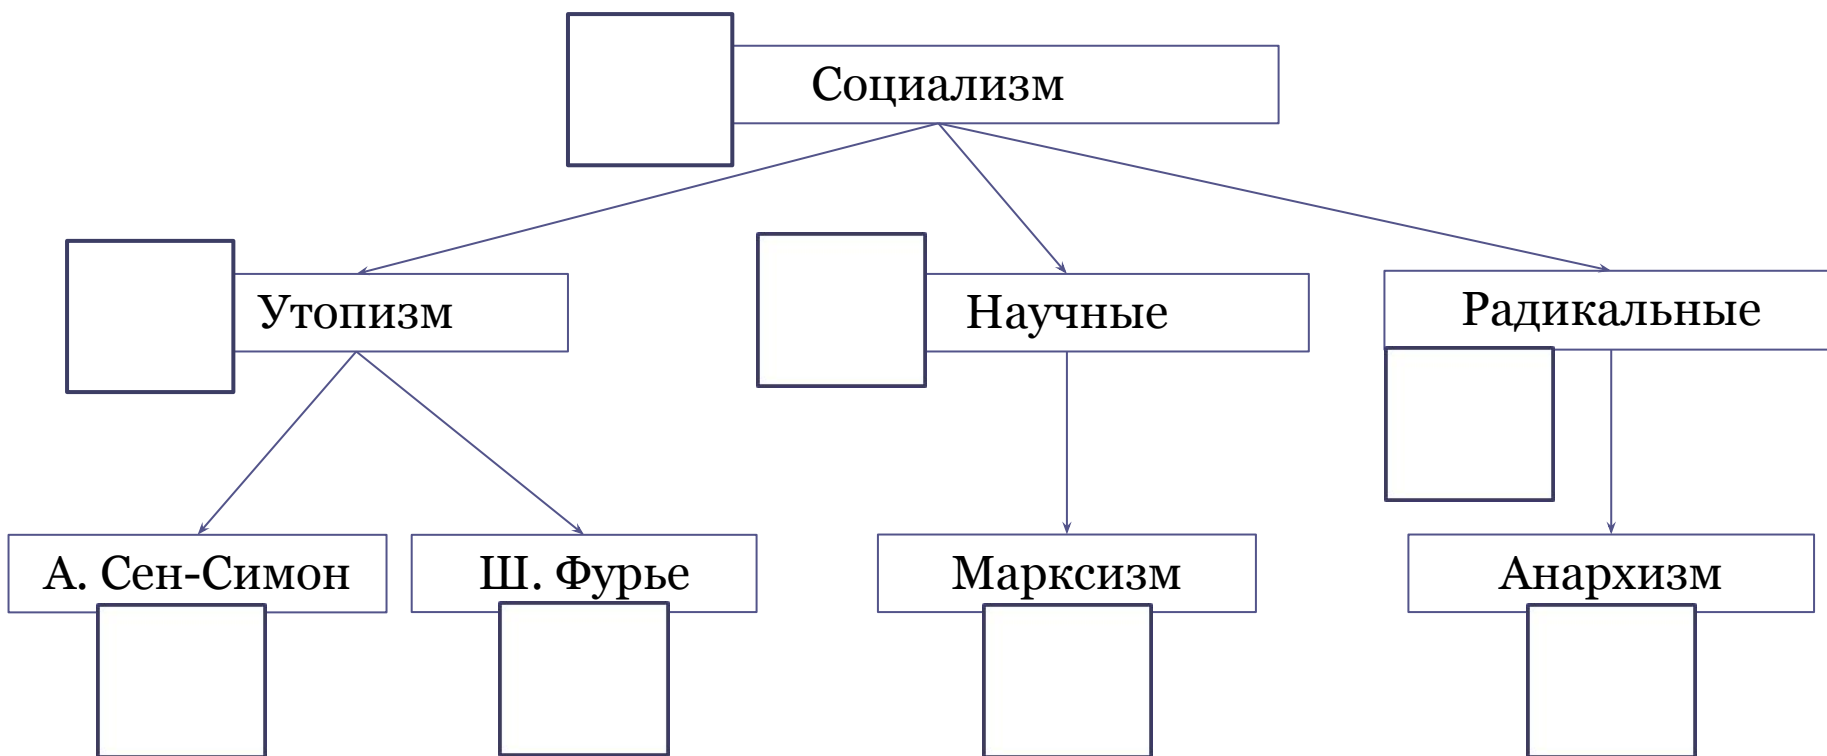 Социализм
Утопизм
Научные
Радикальные
А. Сен-Симон
Ш. Фурье
Марксизм
Анархизм